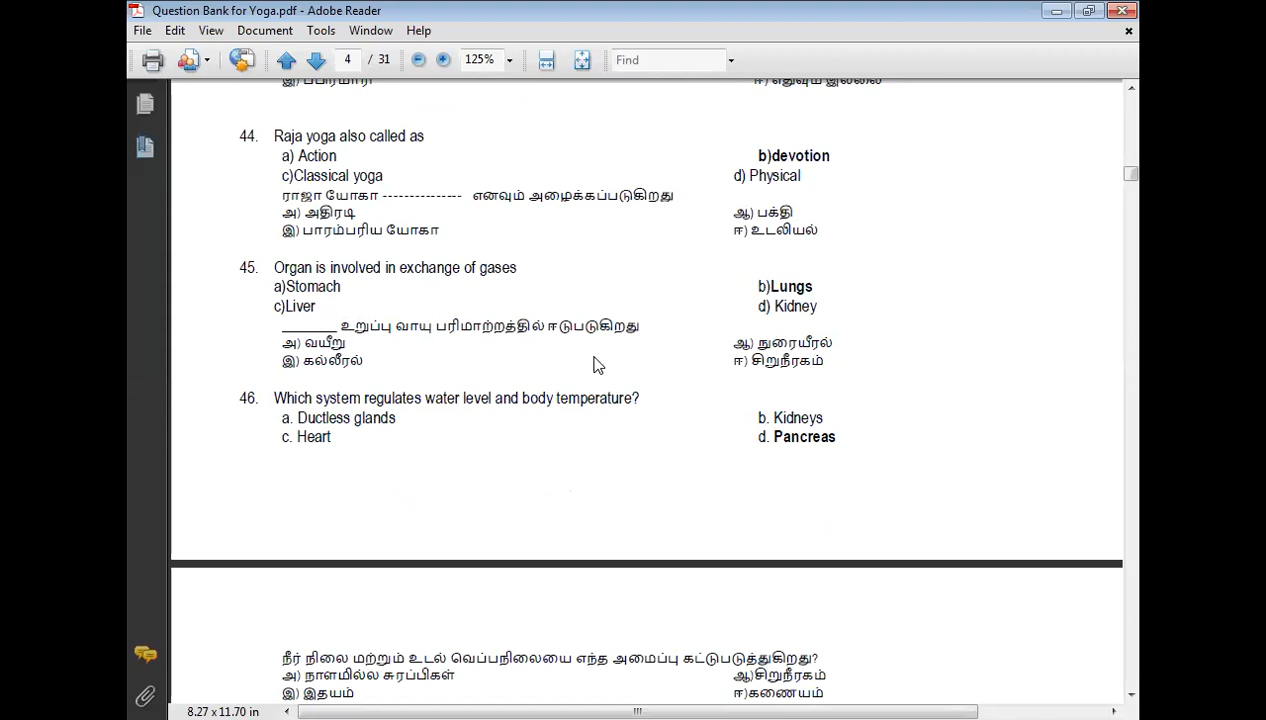 Question Bank for Yoga.pdf - Adobe Reader
File Edit View Document Tools Window Help
4 / 31 125% Find
44. Raja yoga also called as
a) Action b)devotion
c)Classical yoga d) Physical
ராஜா யோகா --------------- எனவும் அழைக்கப்படுகிறது
அ) அதிரடி ஆ) பக்தி
இ) பாரம்பரிய யோகா ஈ) உடலியல்
45. Organ is involved in exchange of gases
a)Stomach b)Lungs
c)Liver d) Kidney
________ உறுப்பு வாயு பரிமாற்றத்தில் ஈடுபடுகிறது
அ) வயீறு ஆ) நுரையீரல்
இ) கல்லீரல் ஈ) சிறுநீரகம்
46. Which system regulates water level and body temperature?
a. Ductless glands b. Kidneys
c. Heart d. Pancreas
நீர் நிலை மற்றும் உடல் வெப்பநிலையை எந்த அமைப்பு கட்டுபடுத்துகிறது?
அ) நாளமில்ல சுரப்பிகள் ஆ)சிறுநீரகம்
இ) இதயம் ஈ)கணையம்
8.27 x 11.70 in